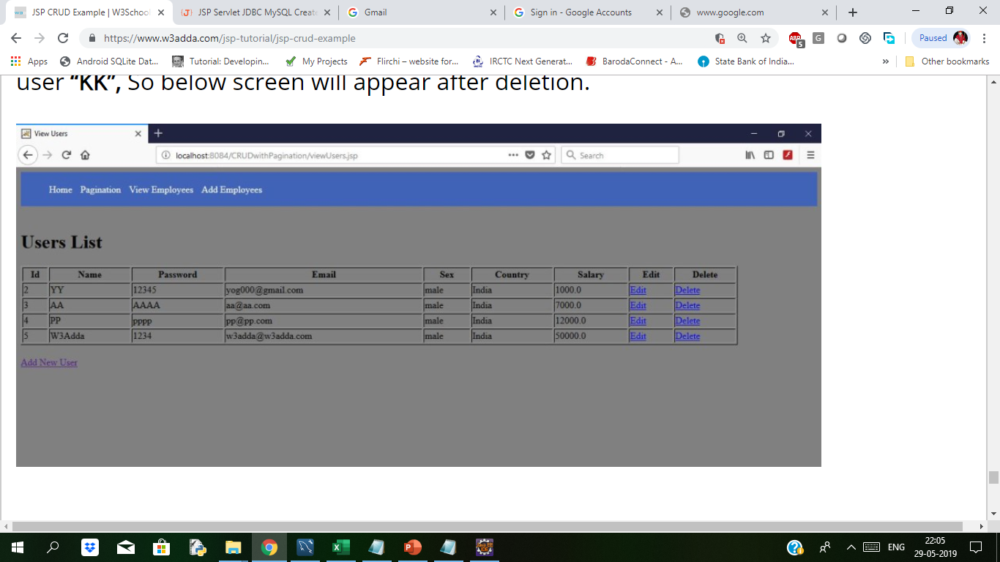 JSP CRUD Example | W3School
JSP Servlet JDBC MySQL Create
Gmail
Sign in - Google Accounts
www.google.com
https://www.w3adda.com/jsp-tutorial/jsp-crud-example
5
Paused
Apps
Android SQLite Dat...
Tutorial: Developin...
My Projects
Flirchi – website for...
IRCTC Next Generat...
BarodaConnect - A...
State Bank of India...
»
Other bookmarks
user “KK”, So below screen will appear after deletion.
View Users
localhost:8084/CRUDwithPagination/viewUsers.jsp
Search
Home Pagination View Employees Add Employees
Users List
Id Name Password Email Sex Country Salary Edit Delete
2 YY 12345 yog000@gmail.com male India 1000.0 Edit Delete
3 AA AAAA aa@aa.com male India 7000.0 Edit Delete
4 PP pppp pp@pp.com male India 12000.0 Edit Delete
5 W3Adda 1234 w3adda@w3adda.com male India 50000.0 Edit Delete
Add New User
ENG
22:05
29-05-2019